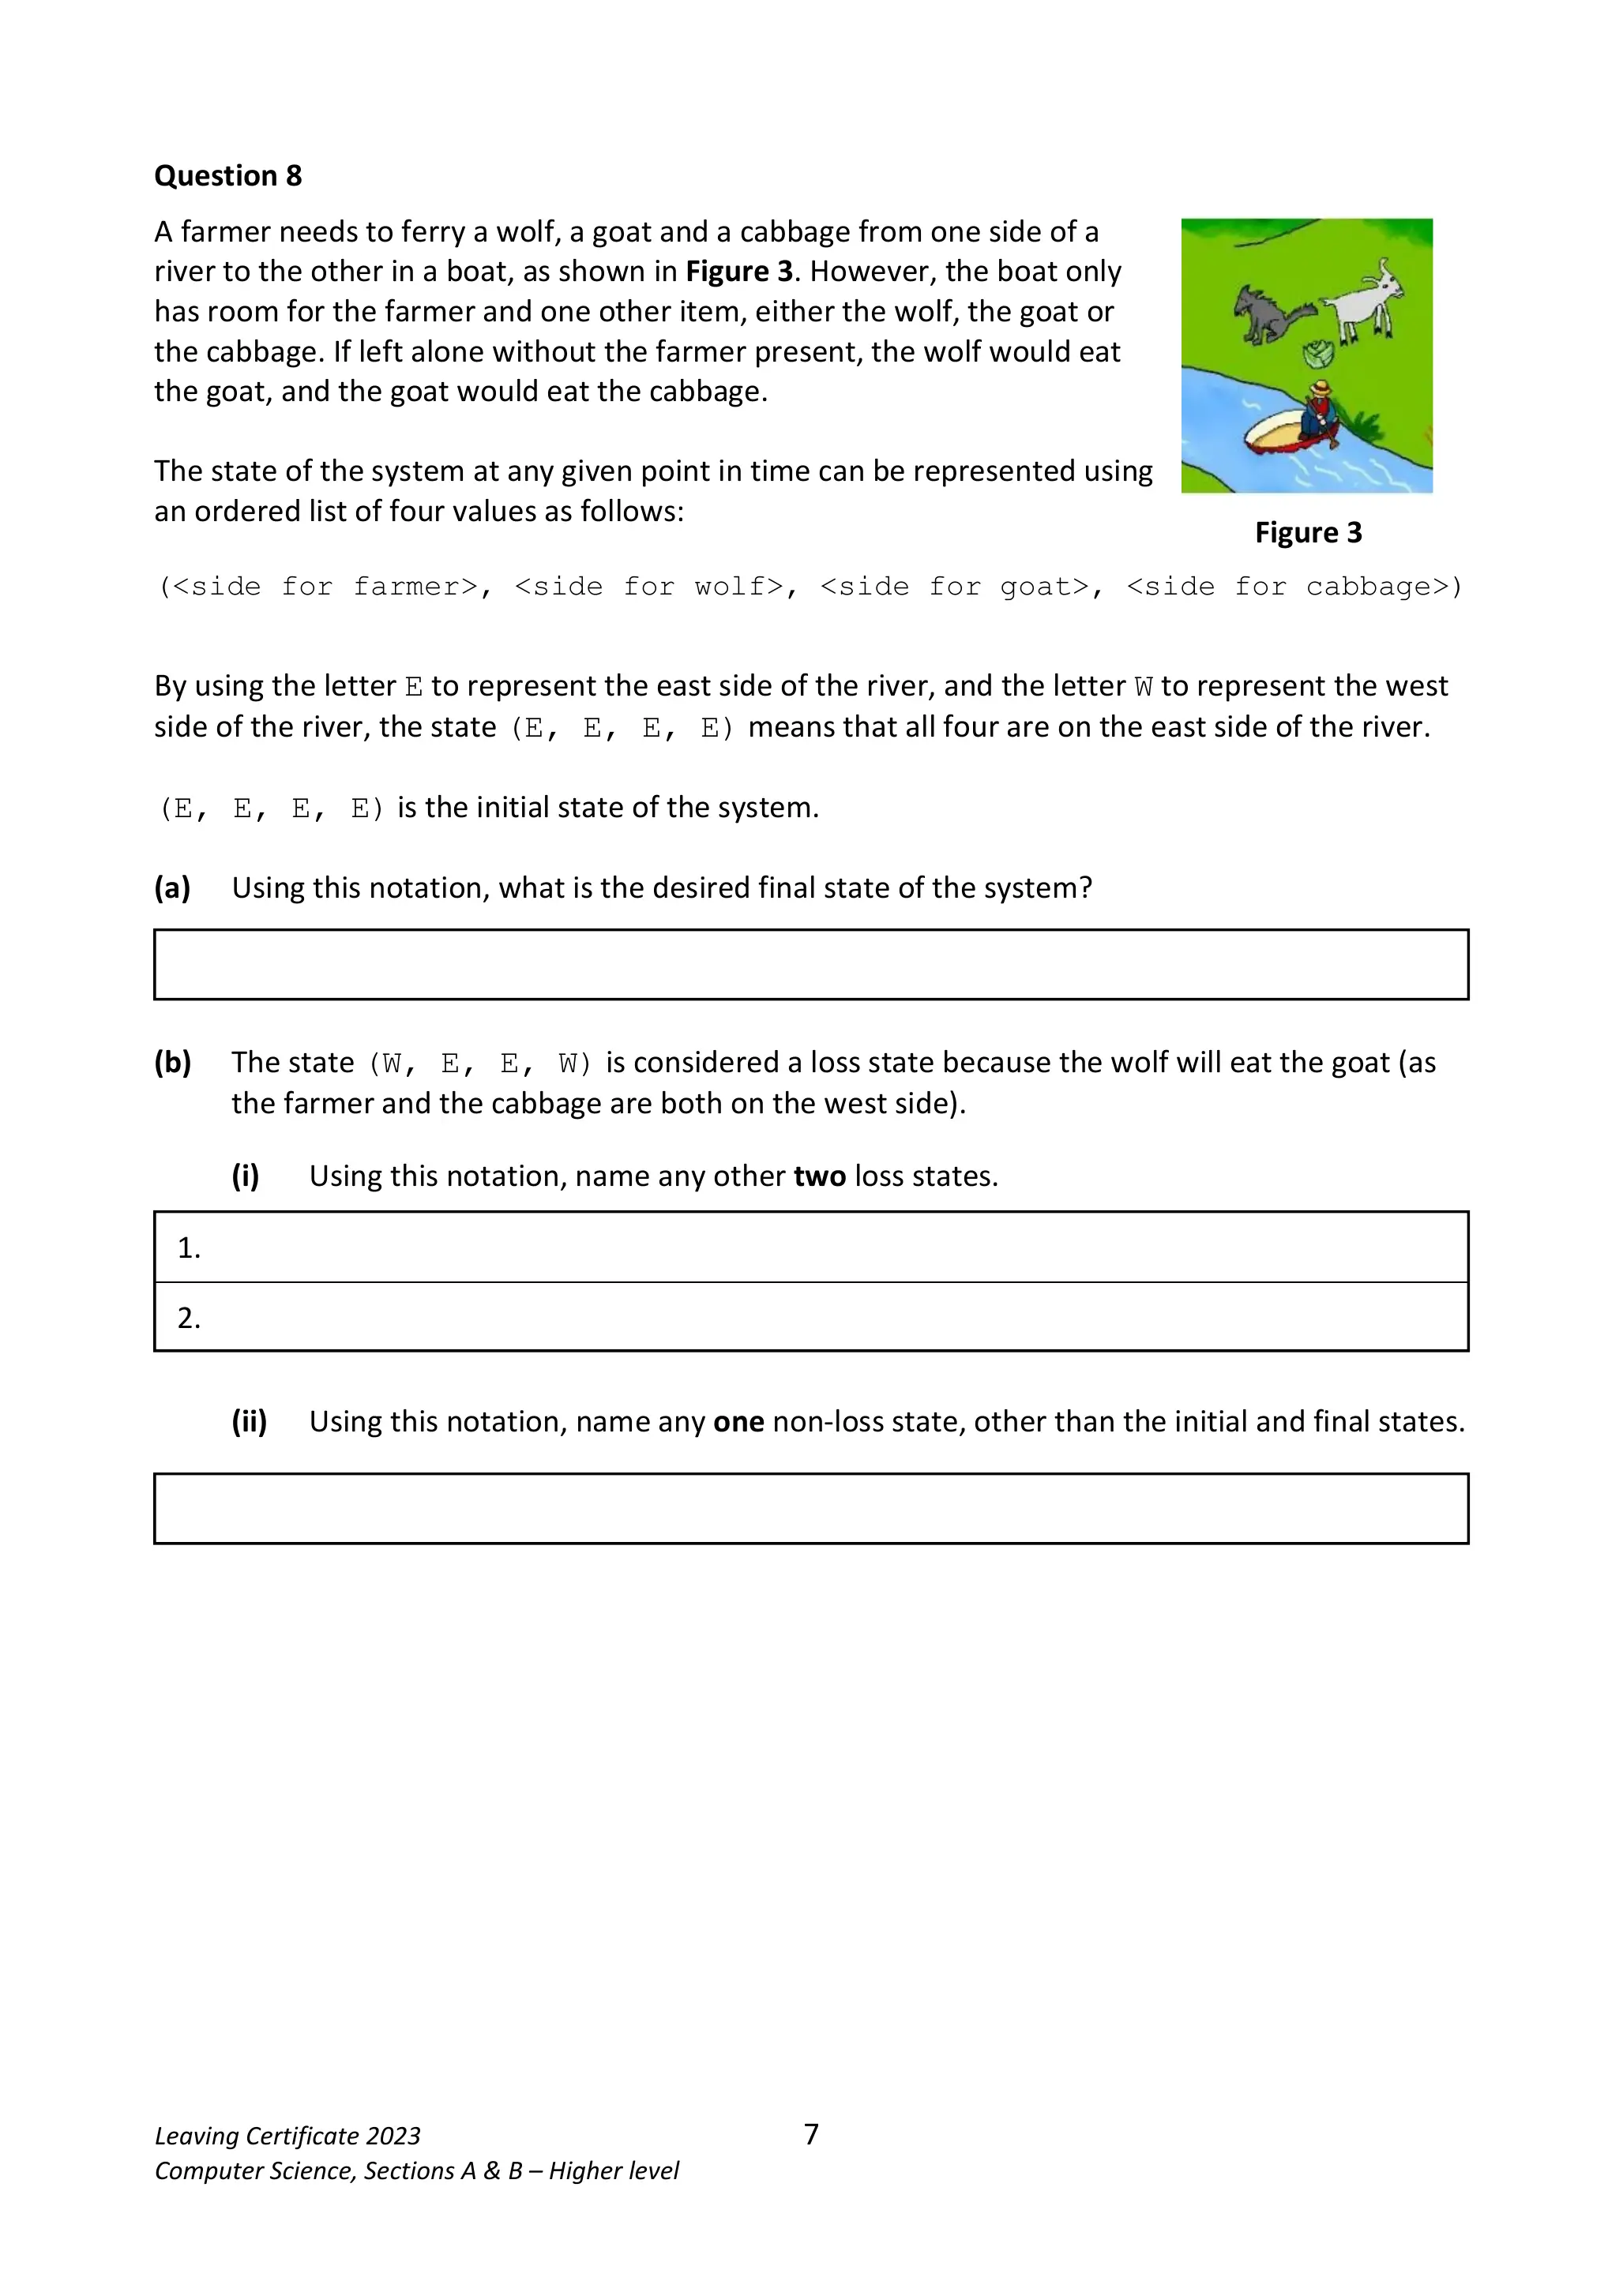 Question 8
A farmer needs to ferry a wolf, a goat and a cabbage from one side of a
river to the other in a boat, as shown in Figure 3. However, the boat only
has room for the farmer and one other item, either the wolf, the goat or
the cabbage. If left alone without the farmer present, the wolf would eat
the goat, and the goat would eat the cabbage.
The state of the system at any given point in time can be represented using
an ordered list of four values as follows:
Figure 3
(<side for farmer>, <side for wolf>, <side for goat>, <side for cabbage>)
By using the letter E to represent the east side of the river, and the letter W to represent the west
side of the river, the state (E, E, E, E) means that all four are on the east side of the river.
(E, E, E, E) is the initial state of the system.
(a) Using this notation, what is the desired final state of the system?
(b) The state (W, E, E, W) is considered a loss state because the wolf will eat the goat (as
the farmer and the cabbage are both on the west side).
(i) Using this notation, name any other two loss states.
1.
2.
(ii) Using this notation, name any one non-loss state, other than the initial and final states.
Leaving Certificate 2023
7
Computer Science, Sections A & B – Higher level